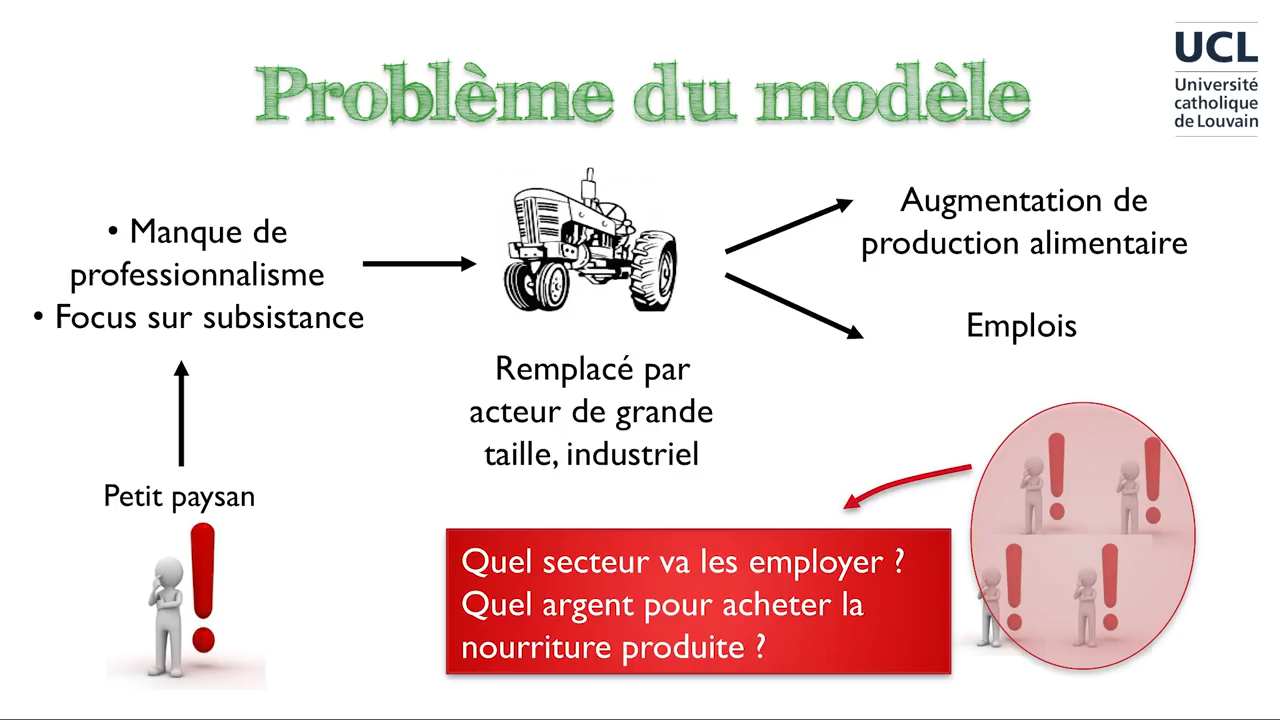 Problème du modèle
UCL
Université
catholique
de Louvain
• Manque de
professionnalisme
• Focus sur subsistance
Petit paysan
Remplacé par
acteur de grande
taille, industriel
Augmentation de
production alimentaire
Emplois
Quel secteur va les employer ?
Quel argent pour acheter la
nourriture produite ?